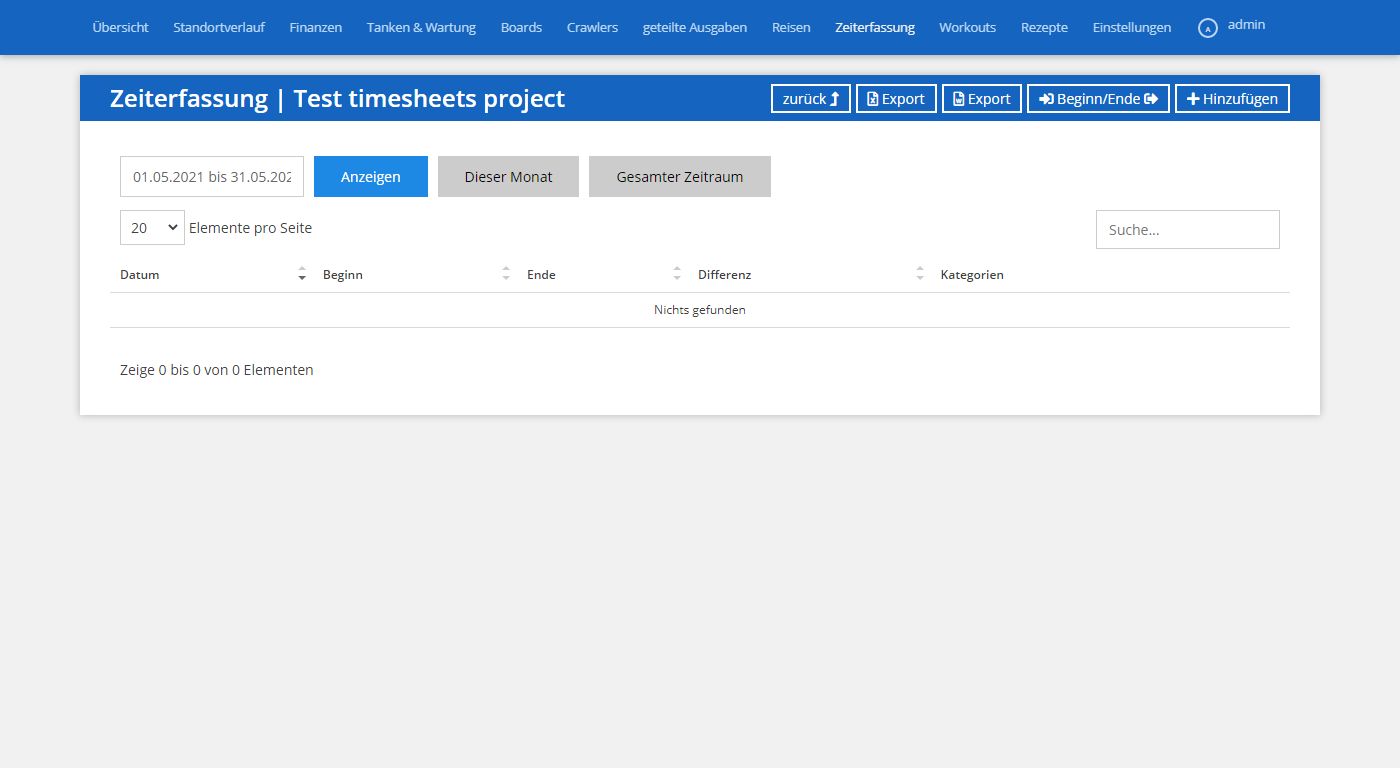 Übersicht Standortverlauf Finanzen Tanken & Wartung Boards Crawlers geteilte Ausgaben Reisen Zeiterfassung Workouts Rezepte Einstellungen A admin
Zeiterfassung | Test timesheets project zurück Export Export Beginn/Ende Hinzufügen
01.05.2021 bis 31.05.202 Anzeigen Dieser Monat Gesamter Zeitraum
20 Elemente pro Seite Suche...
Datum Beginn Ende Differenz Kategorien
Nichts gefunden
Zeige 0 bis 0 von 0 Elementen